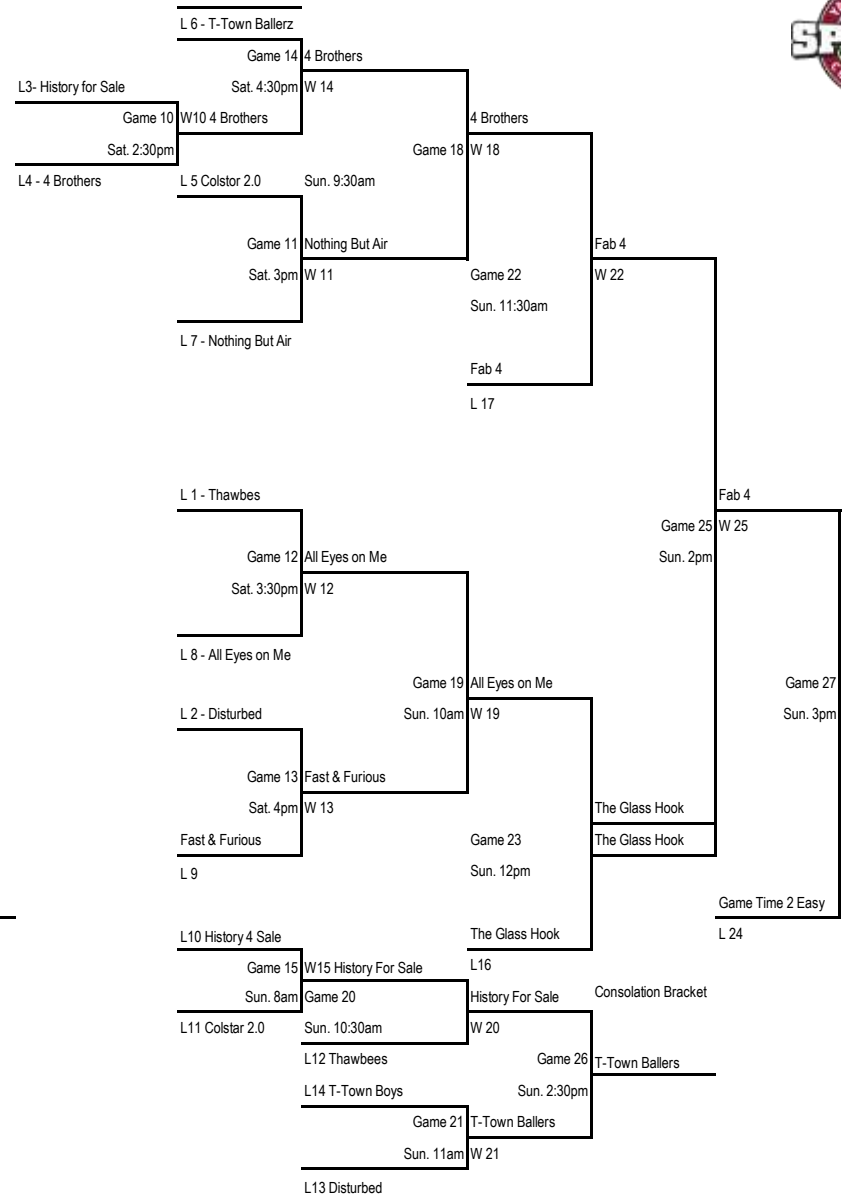 L 6 - T-Town Ballerz
Game 14 4 Brothers
L3- History for Sale
Sat. 4:30pm W 14
Game 10 W10 4 Brothers
4 Brothers
Sat. 2:30pm
Game 18 W 18
L4 - 4 Brothers
L 5 Colstor 2.0
Sun. 9:30am
Game 11 Nothing But Air
Fab 4
Sat. 3pm W 11
Game 22
W 22
Sun. 11:30am
L 7 - Nothing But Air
Fab 4
L 17
L 1 - Thawbes
Fab 4
Game 25 W 25
Game 12 All Eyes on Me
Sun. 2pm
Sat. 3:30pm W 12
L 8 - All Eyes on Me
Game 19 All Eyes on Me
Game 27
L 2 - Disturbed
Sun. 10am W 19
Sun. 3pm
Game 13 Fast & Furious
Sat. 4pm W 13
The Glass Hook
Fast & Furious
Game 23
The Glass Hook
L 9
Sun. 12pm
Game Time 2 Easy
L10 History 4 Sale
The Glass Hook
L 24
Game 15 W15 History For Sale
L16
Sun. 8am Game 20
History For Sale
Consolation Bracket
L11 Colstar 2.0
Sun. 10:30am
W 20
L12 Thawbees
Game 26 T-Town Ballers
L14 T-Town Boys
Sun. 2:30pm
Game 21 T-Town Ballers
Sun. 11am W 21
L13 Disturbed